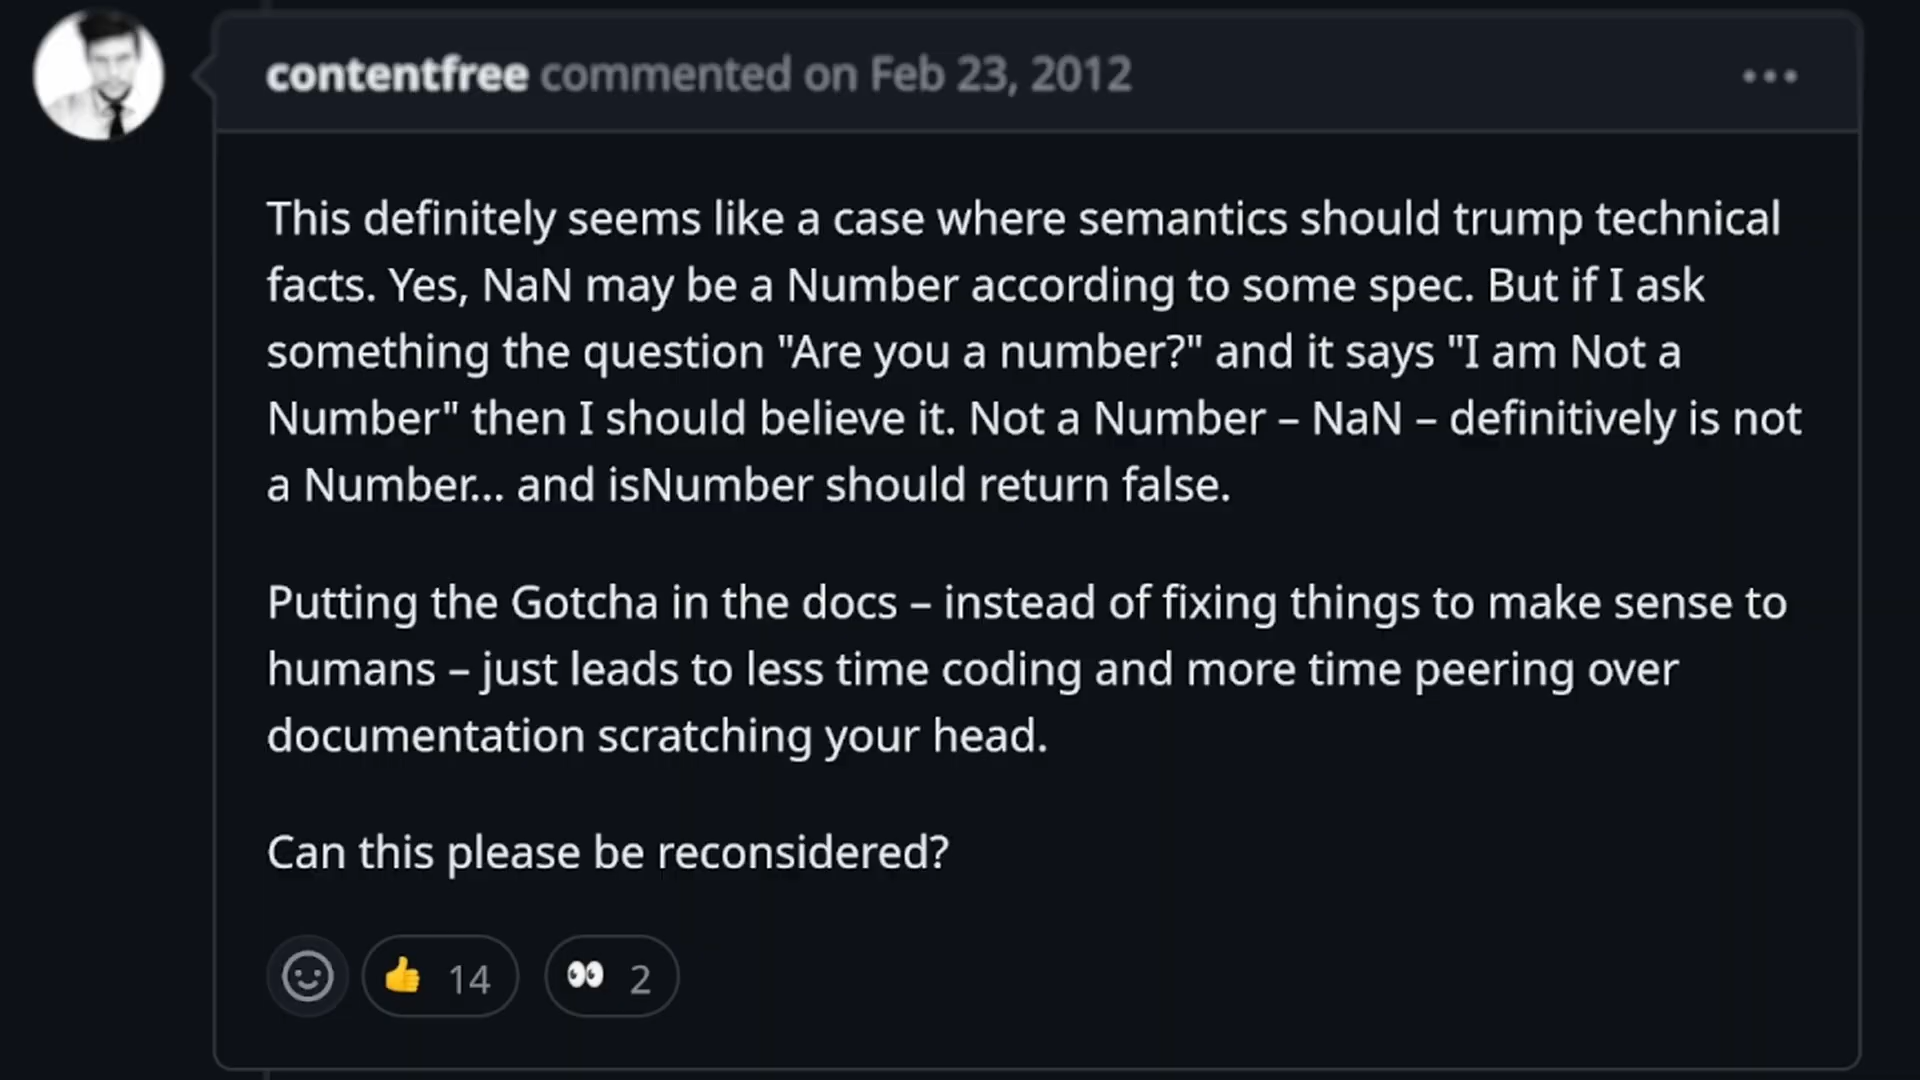 contentfree commented on Feb 23, 2012
This definitely seems like a case where semantics should trump technical
facts. Yes, NaN may be a Number according to some spec. But if I ask
something the question "Are you a number?" and it says "I am Not a
Number" then I should believe it. Not a Number – NaN – definitively is not
a Number... and isNumber should return false.
Putting the Gotcha in the docs – instead of fixing things to make sense to
humans – just leads to less time coding and more time peering over
documentation scratching your head.
Can this please be reconsidered?
14 2